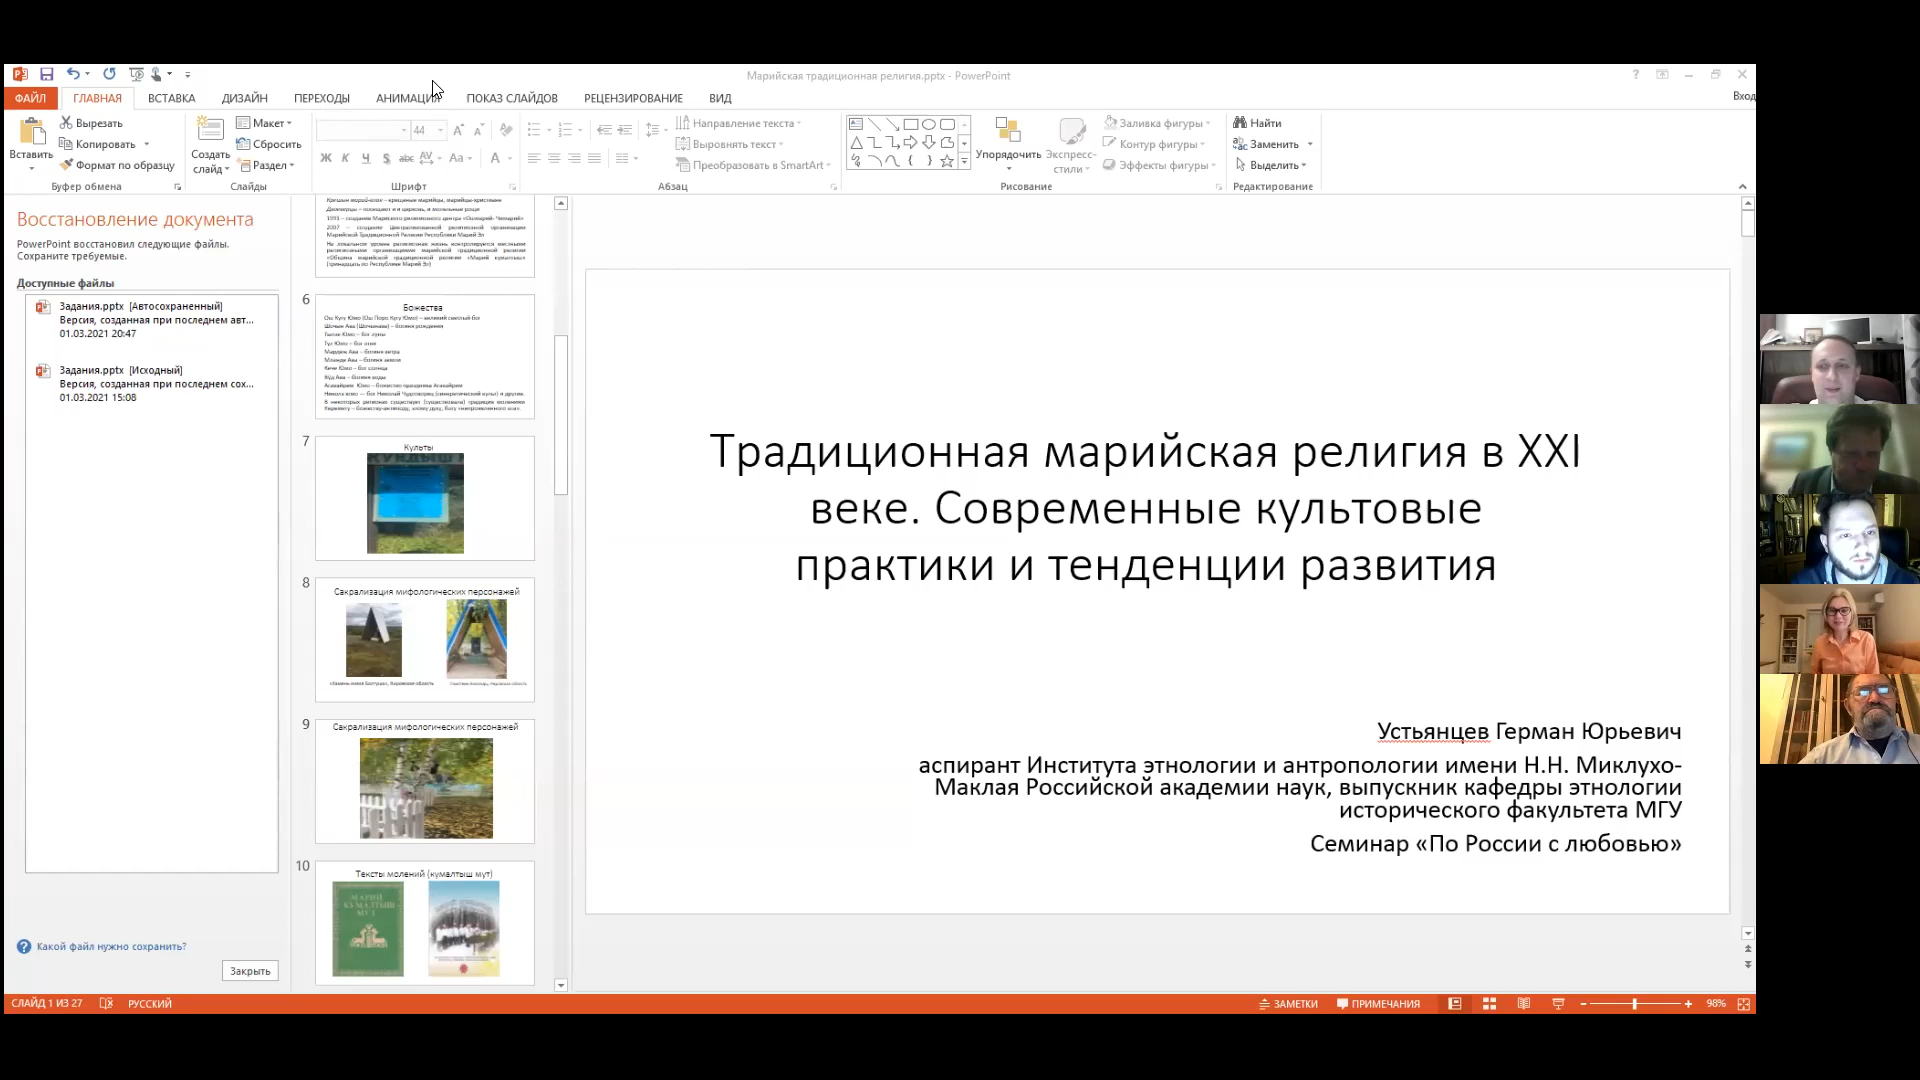 Марийская традиционная религия.pptx - PowerPoint
ФАЙЛ ГЛАВНАЯ ВСТАВКА ДИЗАЙН ПЕРЕХОДЫ АНИМАЦИЯ ПОКАЗ СЛАЙДОВ РЕЦЕНЗИРОВАНИЕ ВИД Вход
Вставить
Вырезать
Копировать
Формат по образцу
Буфер обмена
Создать
слайд
Макет
Сбросить
Раздел
Слайды
44
Шрифт
Направление текста
Выровнять текст
Преобразовать в SmartArt
Абзац
Упорядочить
Экспресс-
стили
Заливка фигуры
Контур фигуры
Эффекты фигуры
Рисование
Найти
Заменить
Выделить
Редактирование
Восстановление документа
PowerPoint восстановил следующие файлы.
Сохраните требуемые.
Доступные файлы
Задания.pptx [Автосохраненный]
Версия, созданная при последнем авт...
01.03.2021 20:47
Задания.pptx [Исходный]
Версия, созданная при последнем сох...
01.03.2021 15:08
Какой файл нужно сохранить?
Закрыть
6
Божества
7
Культы
8
Сакрализация мифологических персонажей
9
Сакрализация мифологических персонажей
10
Тексты молений (кумалтыш мут)
МАРИЙ
КУМАЛТЫШ
МУТ
Традиционная марийская религия в XXI
веке. Современные культовые
практики и тенденции развития
Устьянцев Герман Юрьевич
аспирант Института этнологии и антропологии имени Н.Н. Миклухо-
Маклая Российской академии наук, выпускник кафедры этнологии
исторического факультета МГУ
Семинар «По России с любовью»
СЛАЙД 1 ИЗ 27 РУССКИЙ ЗАМЕТКИ ПРИМЕЧАНИЯ 98%